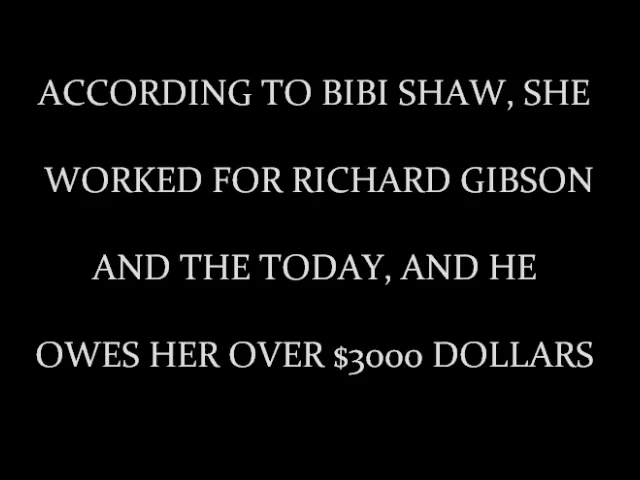 ACCORDING TO BIBI SHAW, SHE
WORKED FOR RICHARD GIBSON
AND THE TODAY, AND HE
OWES HER OVER $3000 DOLLARS